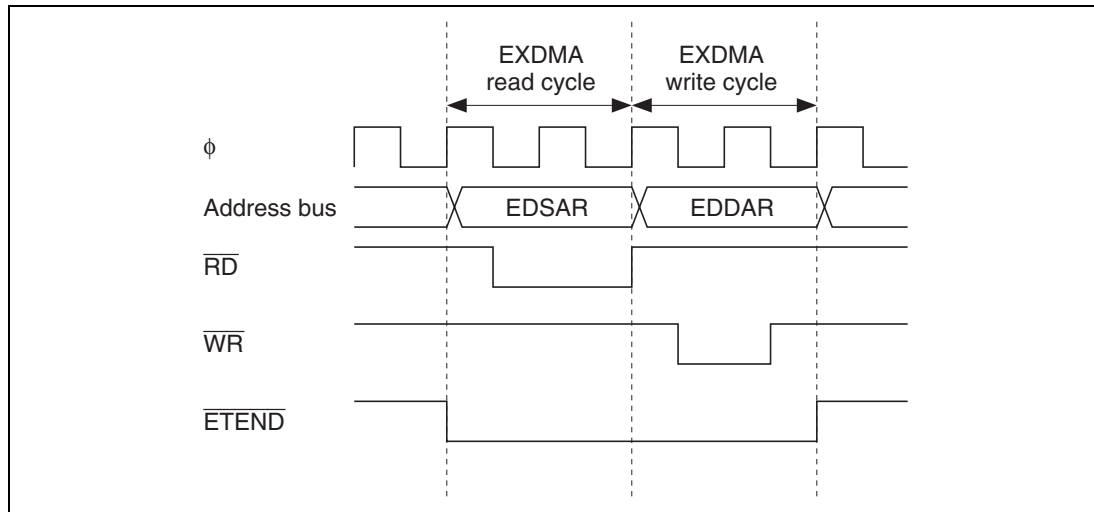 EXDMA
read cycle
EXDMA
write cycle
φ
Address bus
EDSAR
EDDAR
RD
WR
ETEND